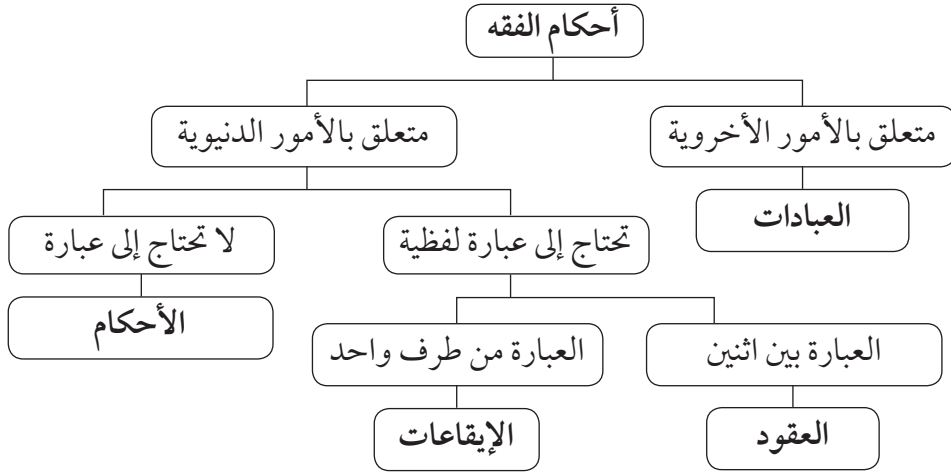 أحكام الفقه
متعلق بالأمور الأخروية
متعلق بالأمور الدنيوية
العبادات
تحتاج إلى عبارة لفظية
لا تحتاج إلى عبارة
الأحكام
العبارة بين اثنين
العبارة من طرف واحد
العقود
الإيقاعات